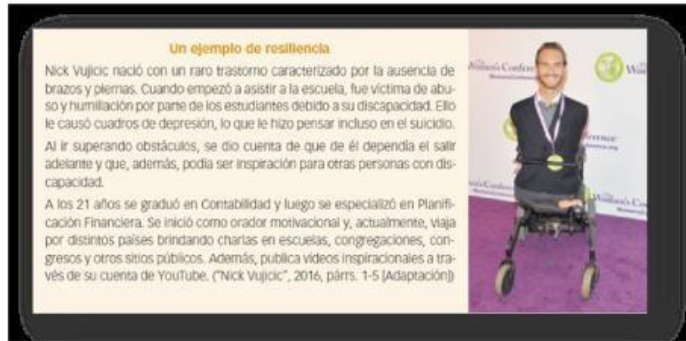 Un ejemplo de resiliencia
Nick Vujicic nació con un raro trastorno caracterizado por la ausencia de
brazos y piernas. Cuando empezó a asistir a la escuela, fue víctima de abu-
so y humillación por parte de los estudiantes debido a su discapacidad. Ello
le causó cuadros de depresión, lo que le hizo pensar incluso en el suicidio.
Al ir superando obstáculos, se dio cuenta de que de él dependía el salir
adelante y que, además, podía ser inspiración para otras personas con dis-
capacidad.
A los 21 años se graduó en Contabilidad y luego se especializó en Planifi-
cación Financiera. Se inició como orador motivacional y, actualmente, viaja
por distintos países brindando charlas en escuelas, congregaciones, con-
gresos y otros sitios públicos. Además, publica videos inspiracionales a tra-
vés de su cuenta de YouTube. ("Nick Vujicic", 2016, párrs. 1-5 [Adaptación])
Women's Conference